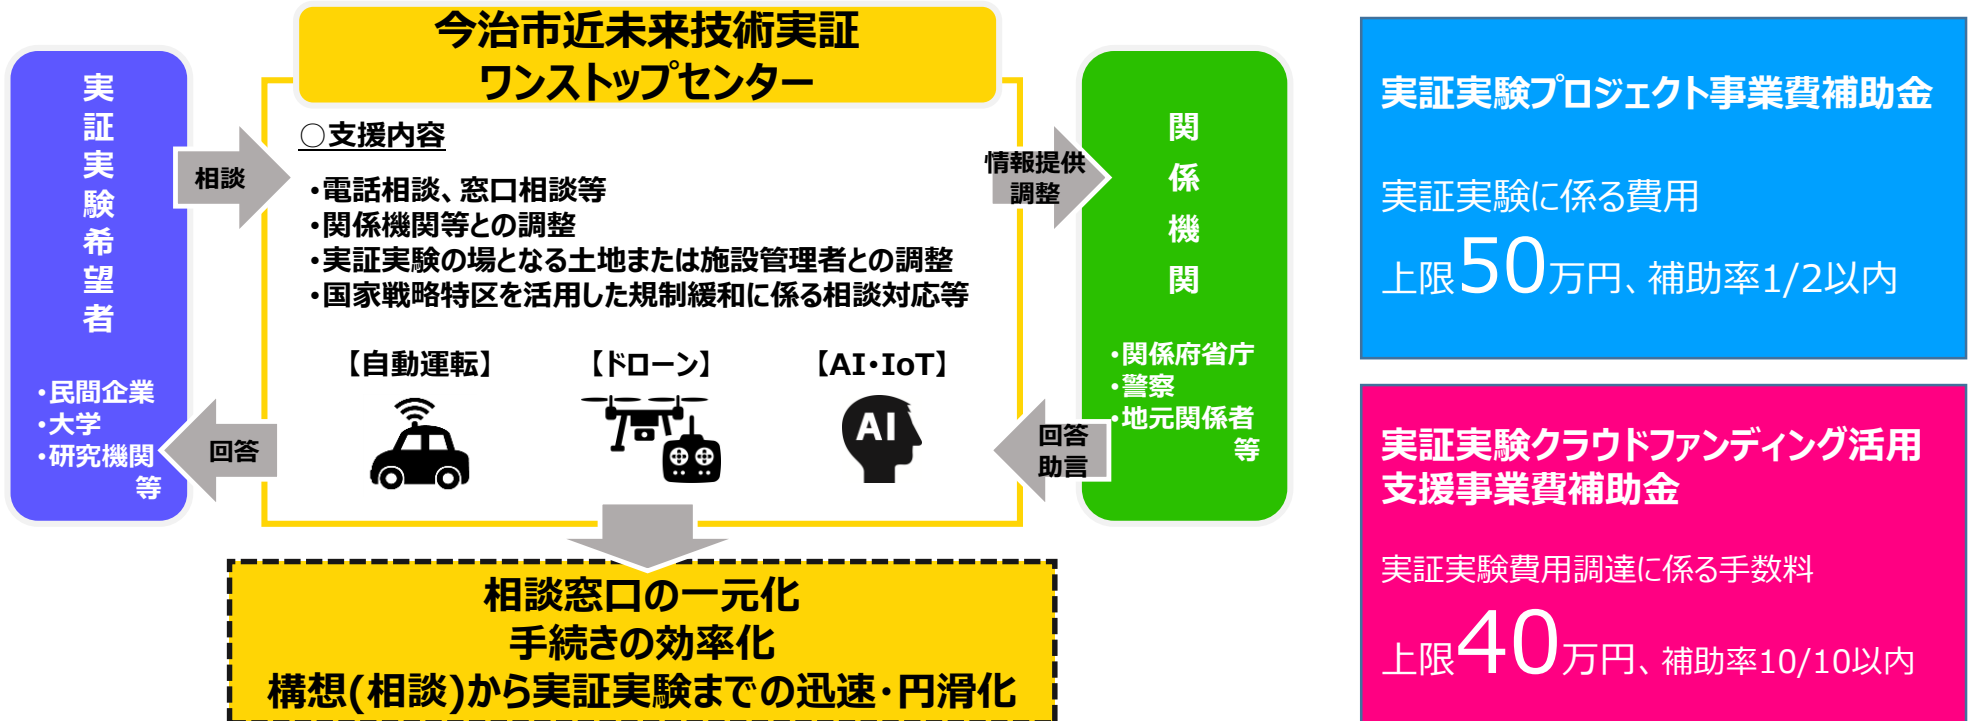 今治市近未来技術実証
ワンストップセンター
実証実験希望者
・民間企業
・大学
・研究機関
等
相談
回答
○支援内容
・電話相談、窓口相談等
・関係機関等との調整
・実証実験の場となる土地または施設管理者との調整
・国家戦略特区を活用した規制緩和に係る相談対応等
【自動運転】 【ドローン】 【AI・IoT】
AI
情報提供
調整
回答
助言
関係機関
・関係府省庁
・警察
・地元関係者
等
相談窓口の一元化
手続きの効率化
構想(相談)から実証実験までの迅速・円滑化
実証実験プロジェクト事業費補助金
実証実験に係る費用
上限50万円、補助率1/2以内
実証実験クラウドファンディング活用
支援事業費補助金
実証実験費用調達に係る手数料
上限40万円、補助率10/10以内